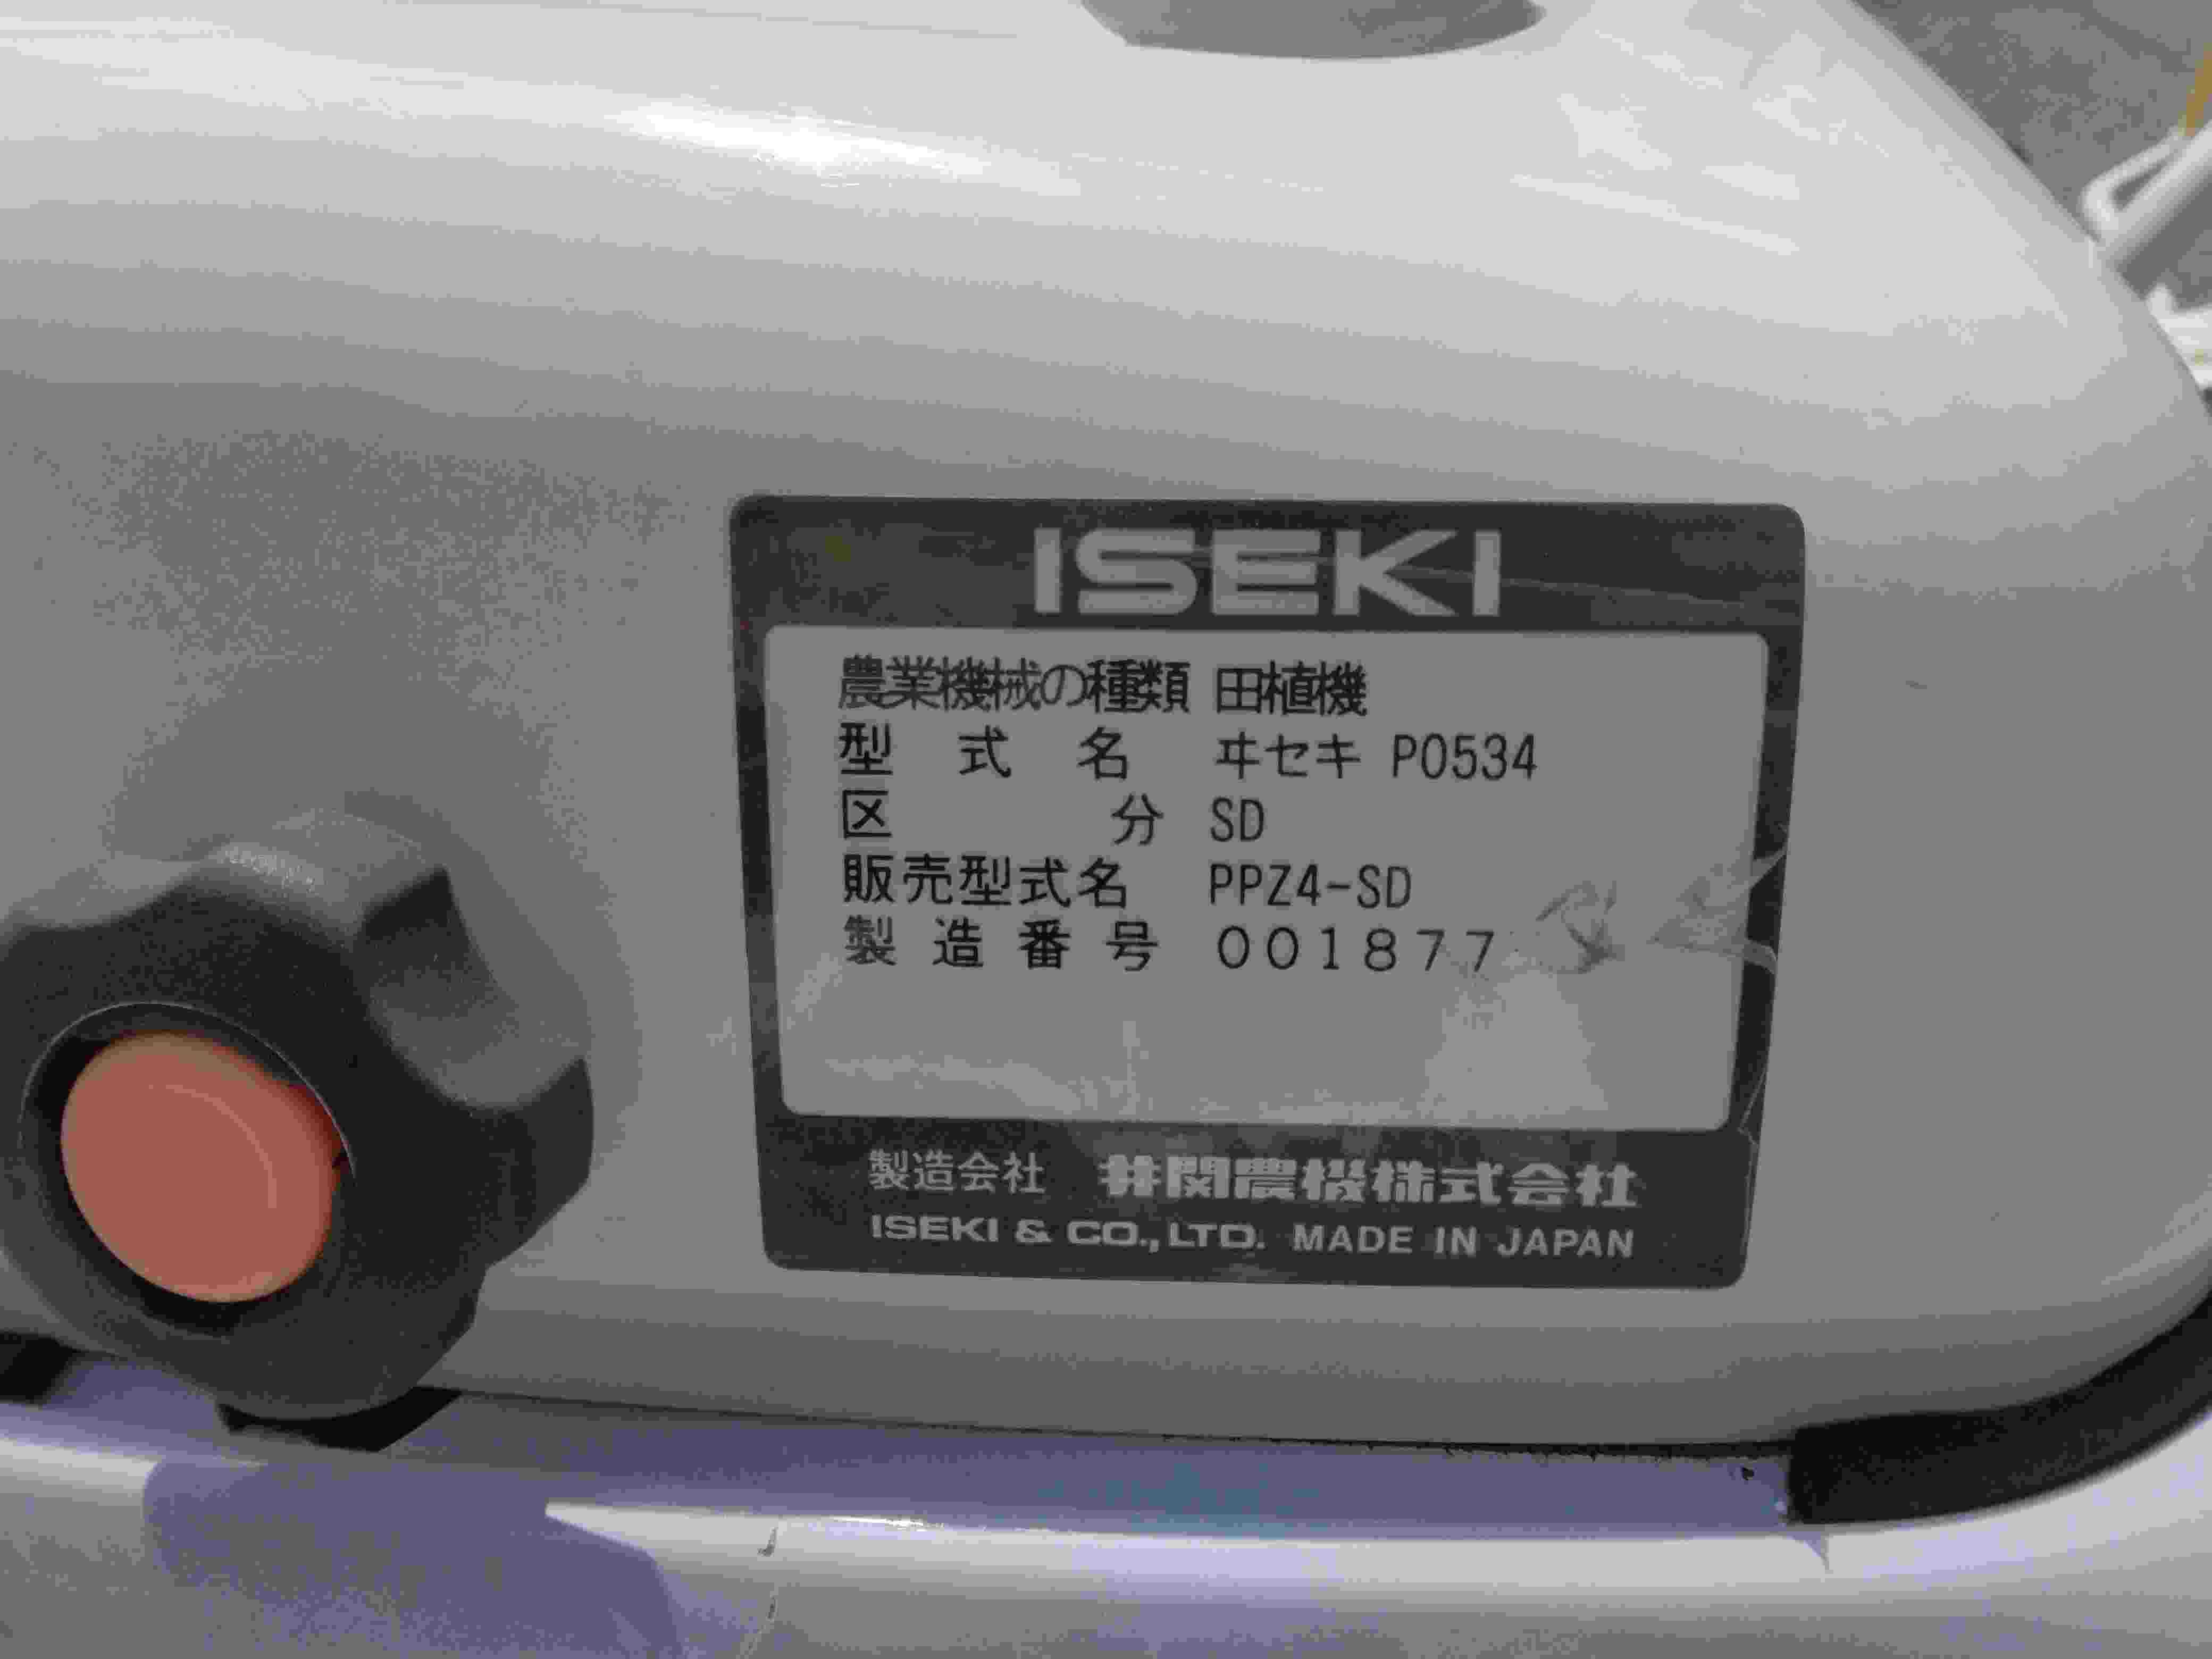 ISEKI
農業機械の種類 田植機
型式名 ヰセキ P0534
区分 SD
販売型式名 PPZ4-SD
製造番号 001877
製造会社 井関農機株式会社
ISEKI & CO., LTD. MADE IN JAPAN